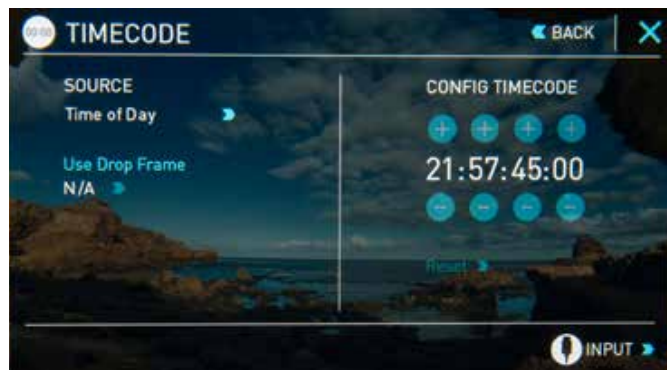 00:00 TIMECODE
BACK
SOURCE
Time of Day
Use Drop Frame
N/A
CONFIG TIMECODE
21:57:45:00
Reset
INPUT